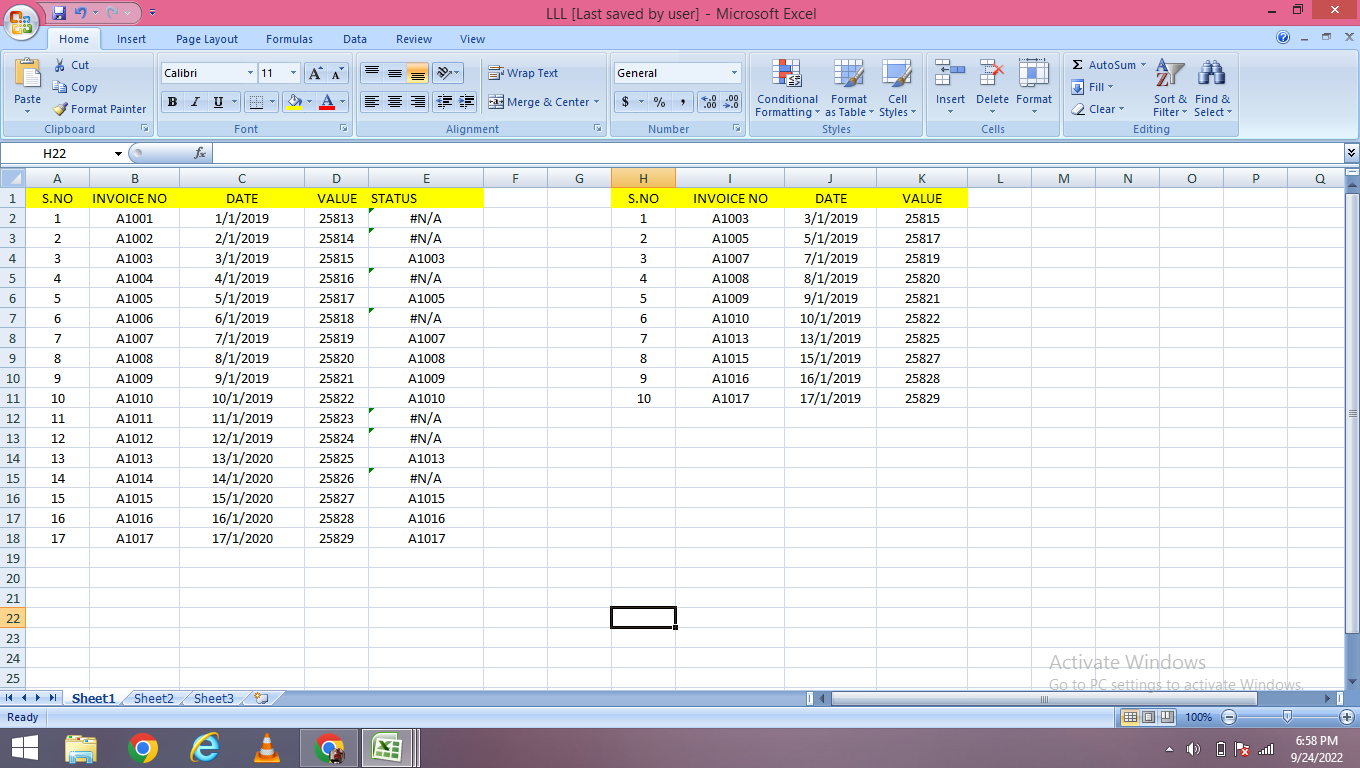 LLL [Last saved by user] - Microsoft Excel
Home Insert Page Layout Formulas Data Review View
Paste Cut Copy Format Painter Clipboard
Calibri 11 B I U Font
Wrap Text Merge & Center Alignment
General $ % , Number
Conditional Formatting Format as Table Cell Styles Styles
Insert Delete Format Cells
Σ AutoSum Fill Clear Sort & Filter Find & Select Editing
H22 fx
A B C D E F G H I J K L M N O P Q
1 S.NO INVOICE NO DATE VALUE STATUS S.NO INVOICE NO DATE VALUE
2 1 A1001 1/1/2019 25813 #N/A 1 A1003 3/1/2019 25815
3 2 A1002 2/1/2019 25814 #N/A 2 A1005 5/1/2019 25817
4 3 A1003 3/1/2019 25815 A1003 3 A1007 7/1/2019 25819
5 4 A1004 4/1/2019 25816 #N/A 4 A1008 8/1/2019 25820
6 5 A1005 5/1/2019 25817 A1005 5 A1009 9/1/2019 25821
7 6 A1006 6/1/2019 25818 #N/A 6 A1010 10/1/2019 25822
8 7 A1007 7/1/2019 25819 A1007 7 A1013 13/1/2019 25825
9 8 A1008 8/1/2019 25820 A1008 8 A1015 15/1/2019 25827
10 9 A1009 9/1/2019 25821 A1009 9 A1016 16/1/2019 25828
11 10 A1010 10/1/2019 25822 A1010 10 A1017 17/1/2019 25829
12 11 A1011 11/1/2019 25823 #N/A
13 12 A1012 12/1/2019 25824 #N/A
14 13 A1013 13/1/2020 25825 A1013
15 14 A1014 14/1/2020 25826 #N/A
16 15 A1015 15/1/2020 25827 A1015
17 16 A1016 16/1/2020 25828 A1016
18 17 A1017 17/1/2020 25829 A1017
19
20
21
22
23
24
25
Activate Windows
Go to PC settings to activate Windows.
Sheet1 Sheet2 Sheet3
Ready 100%
6:58 PM
9/24/2022